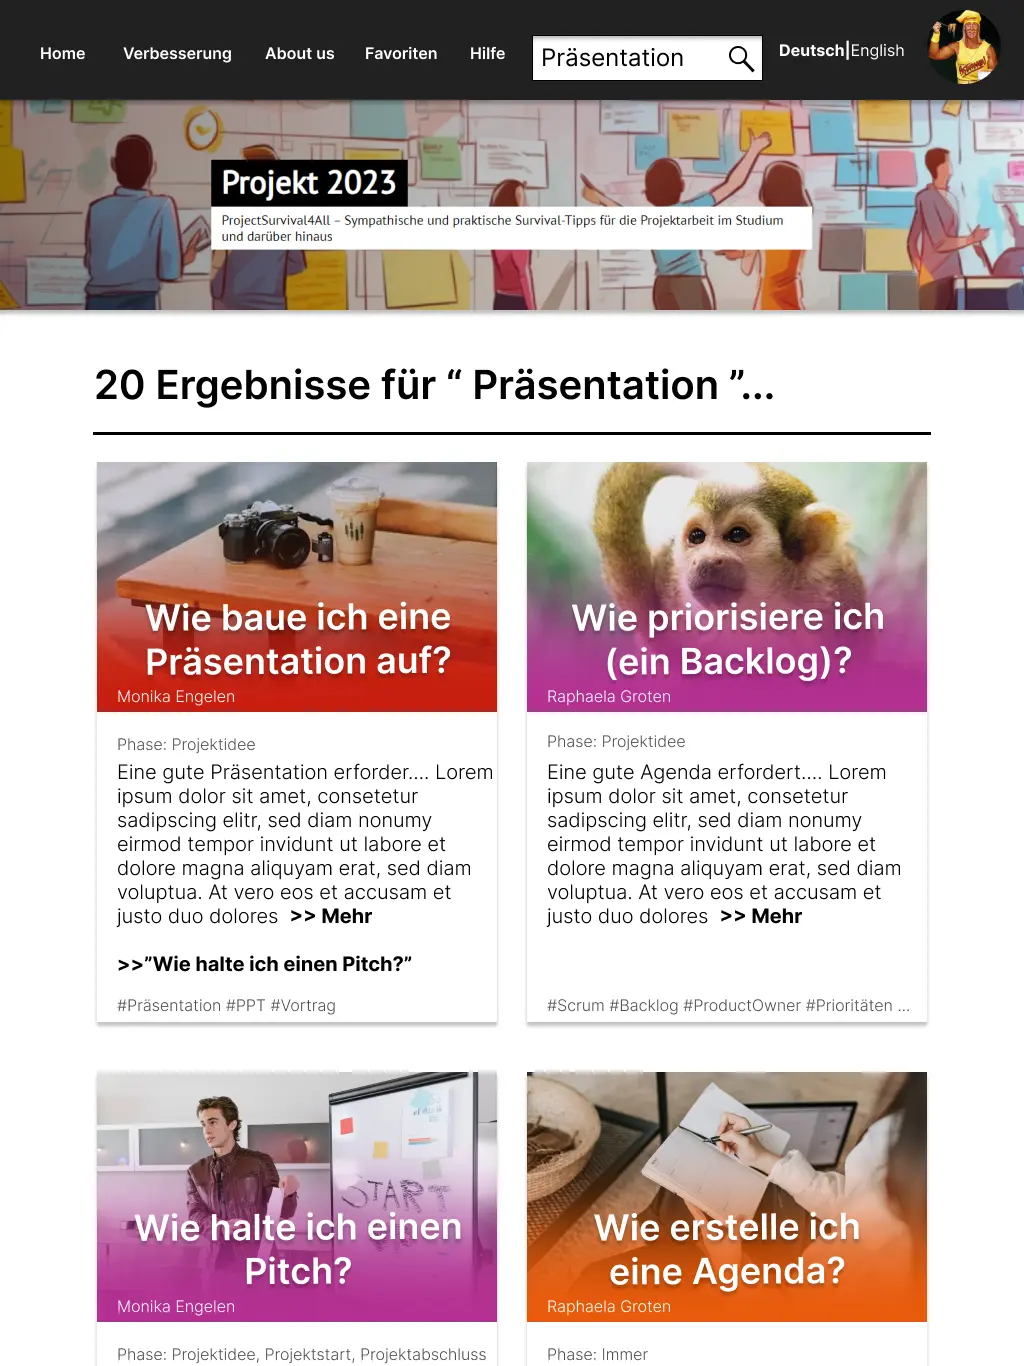 Home Verbesserung About us Favoriten Hilfe Präsentation Deutsch|English
Projekt 2023
ProjectSurvival4All – Sympathische und praktische Survival-Tipps für die Projektarbeit im Studium
und darüber hinaus
20 Ergebnisse für “ Präsentation ”...
Wie baue ich eine
Präsentation auf?
Monika Engelen
Phase: Projektidee
Eine gute Präsentation erforder.... Lorem
ipsum dolor sit amet, consetetur
sadipscing elitr, sed diam nonumy
eirmod tempor invidunt ut labore et
dolore magna aliquyam erat, sed diam
voluptua. At vero eos et accusam et
justo duo dolores >> Mehr
>>”Wie halte ich einen Pitch?”
#Präsentation #PPT #Vortrag
Wie priorisiere ich
(ein Backlog)?
Raphaela Groten
Phase: Projektidee
Eine gute Agenda erfordert.... Lorem
ipsum dolor sit amet, consetetur
sadipscing elitr, sed diam nonumy
eirmod tempor invidunt ut labore et
dolore magna aliquyam erat, sed diam
voluptua. At vero eos et accusam et
justo duo dolores >> Mehr
#Scrum #Backlog #ProductOwner #Prioritäten ...
START
Wie halte ich einen
Pitch?
Monika Engelen
Phase: Projektidee, Projektstart, Projektabschluss
Wie erstelle ich
eine Agenda?
Raphaela Groten
Phase: Immer